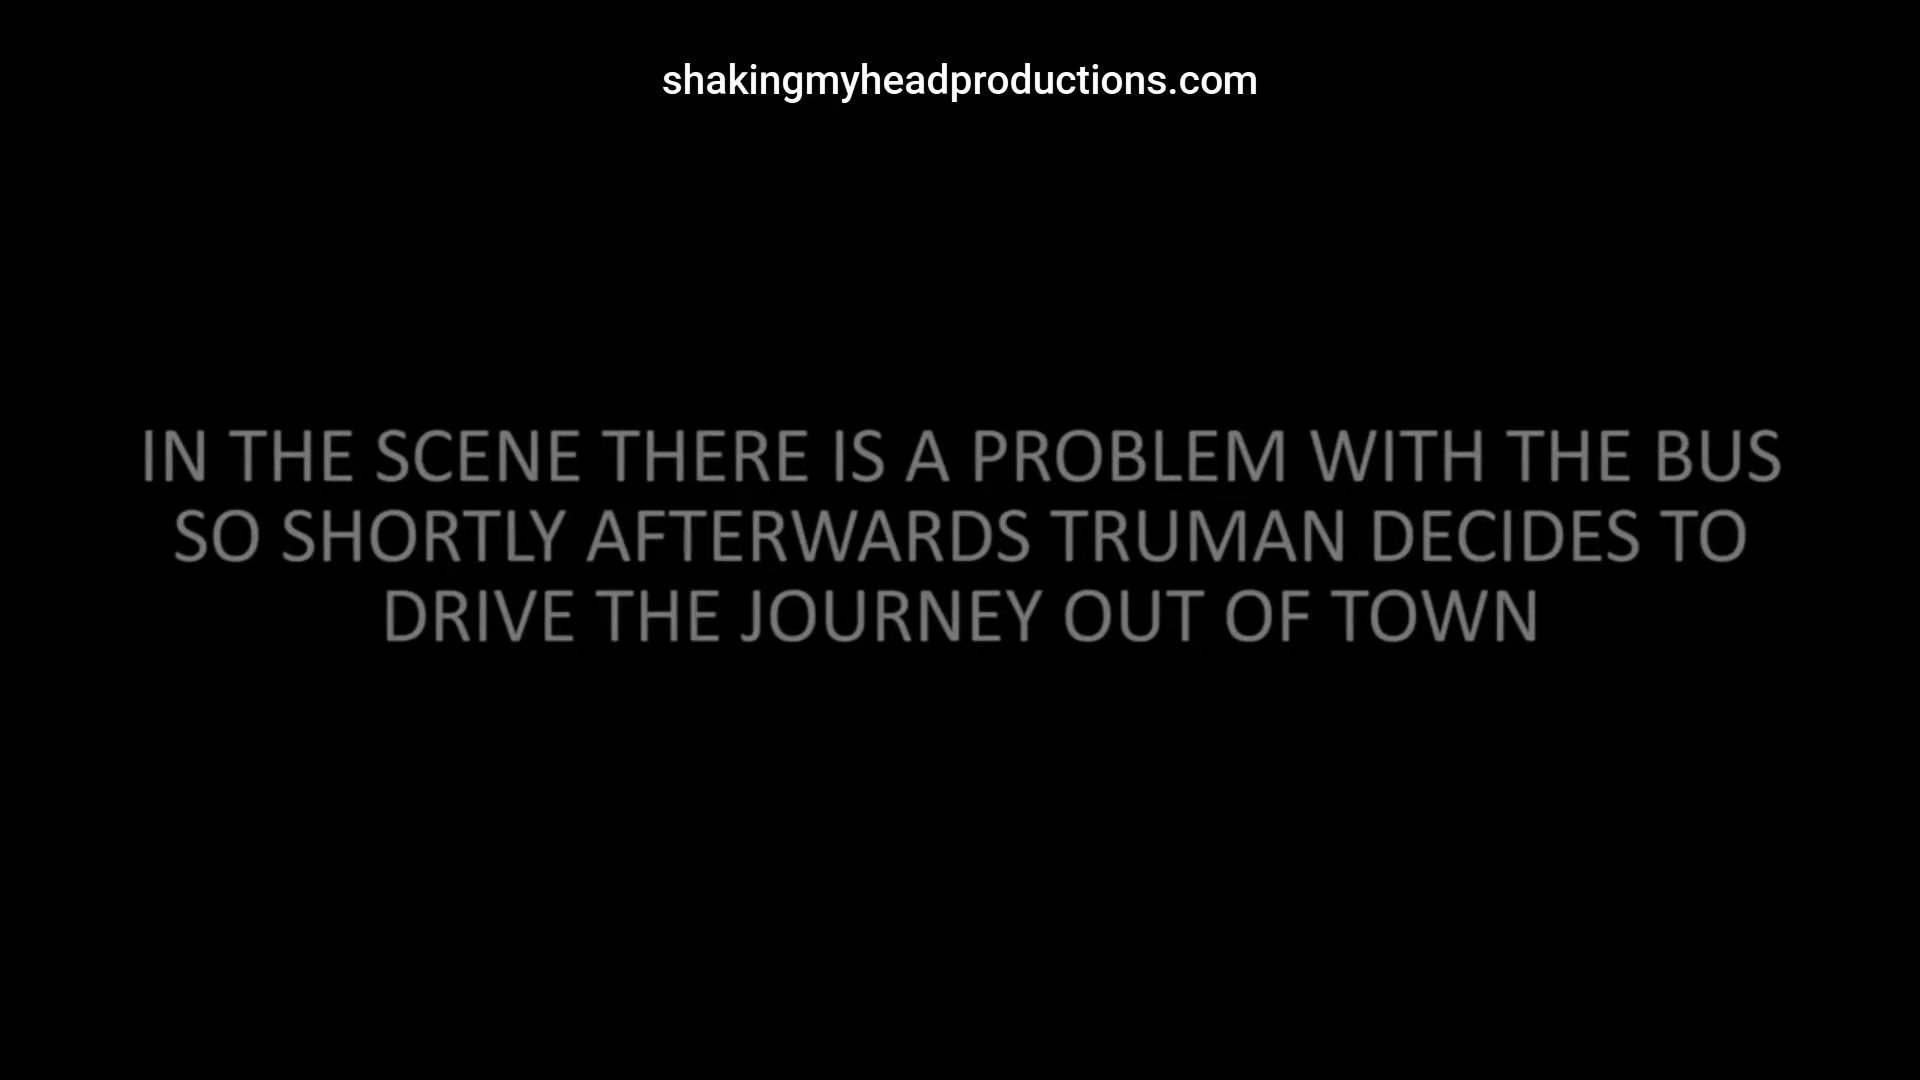 shakingmyheadproductions.com
IN THE SCENE THERE IS A PROBLEM WITH THE BUS
SO SHORTLY AFTERWARDS TRUMAN DECIDES TO
DRIVE THE JOURNEY OUT OF TOWN